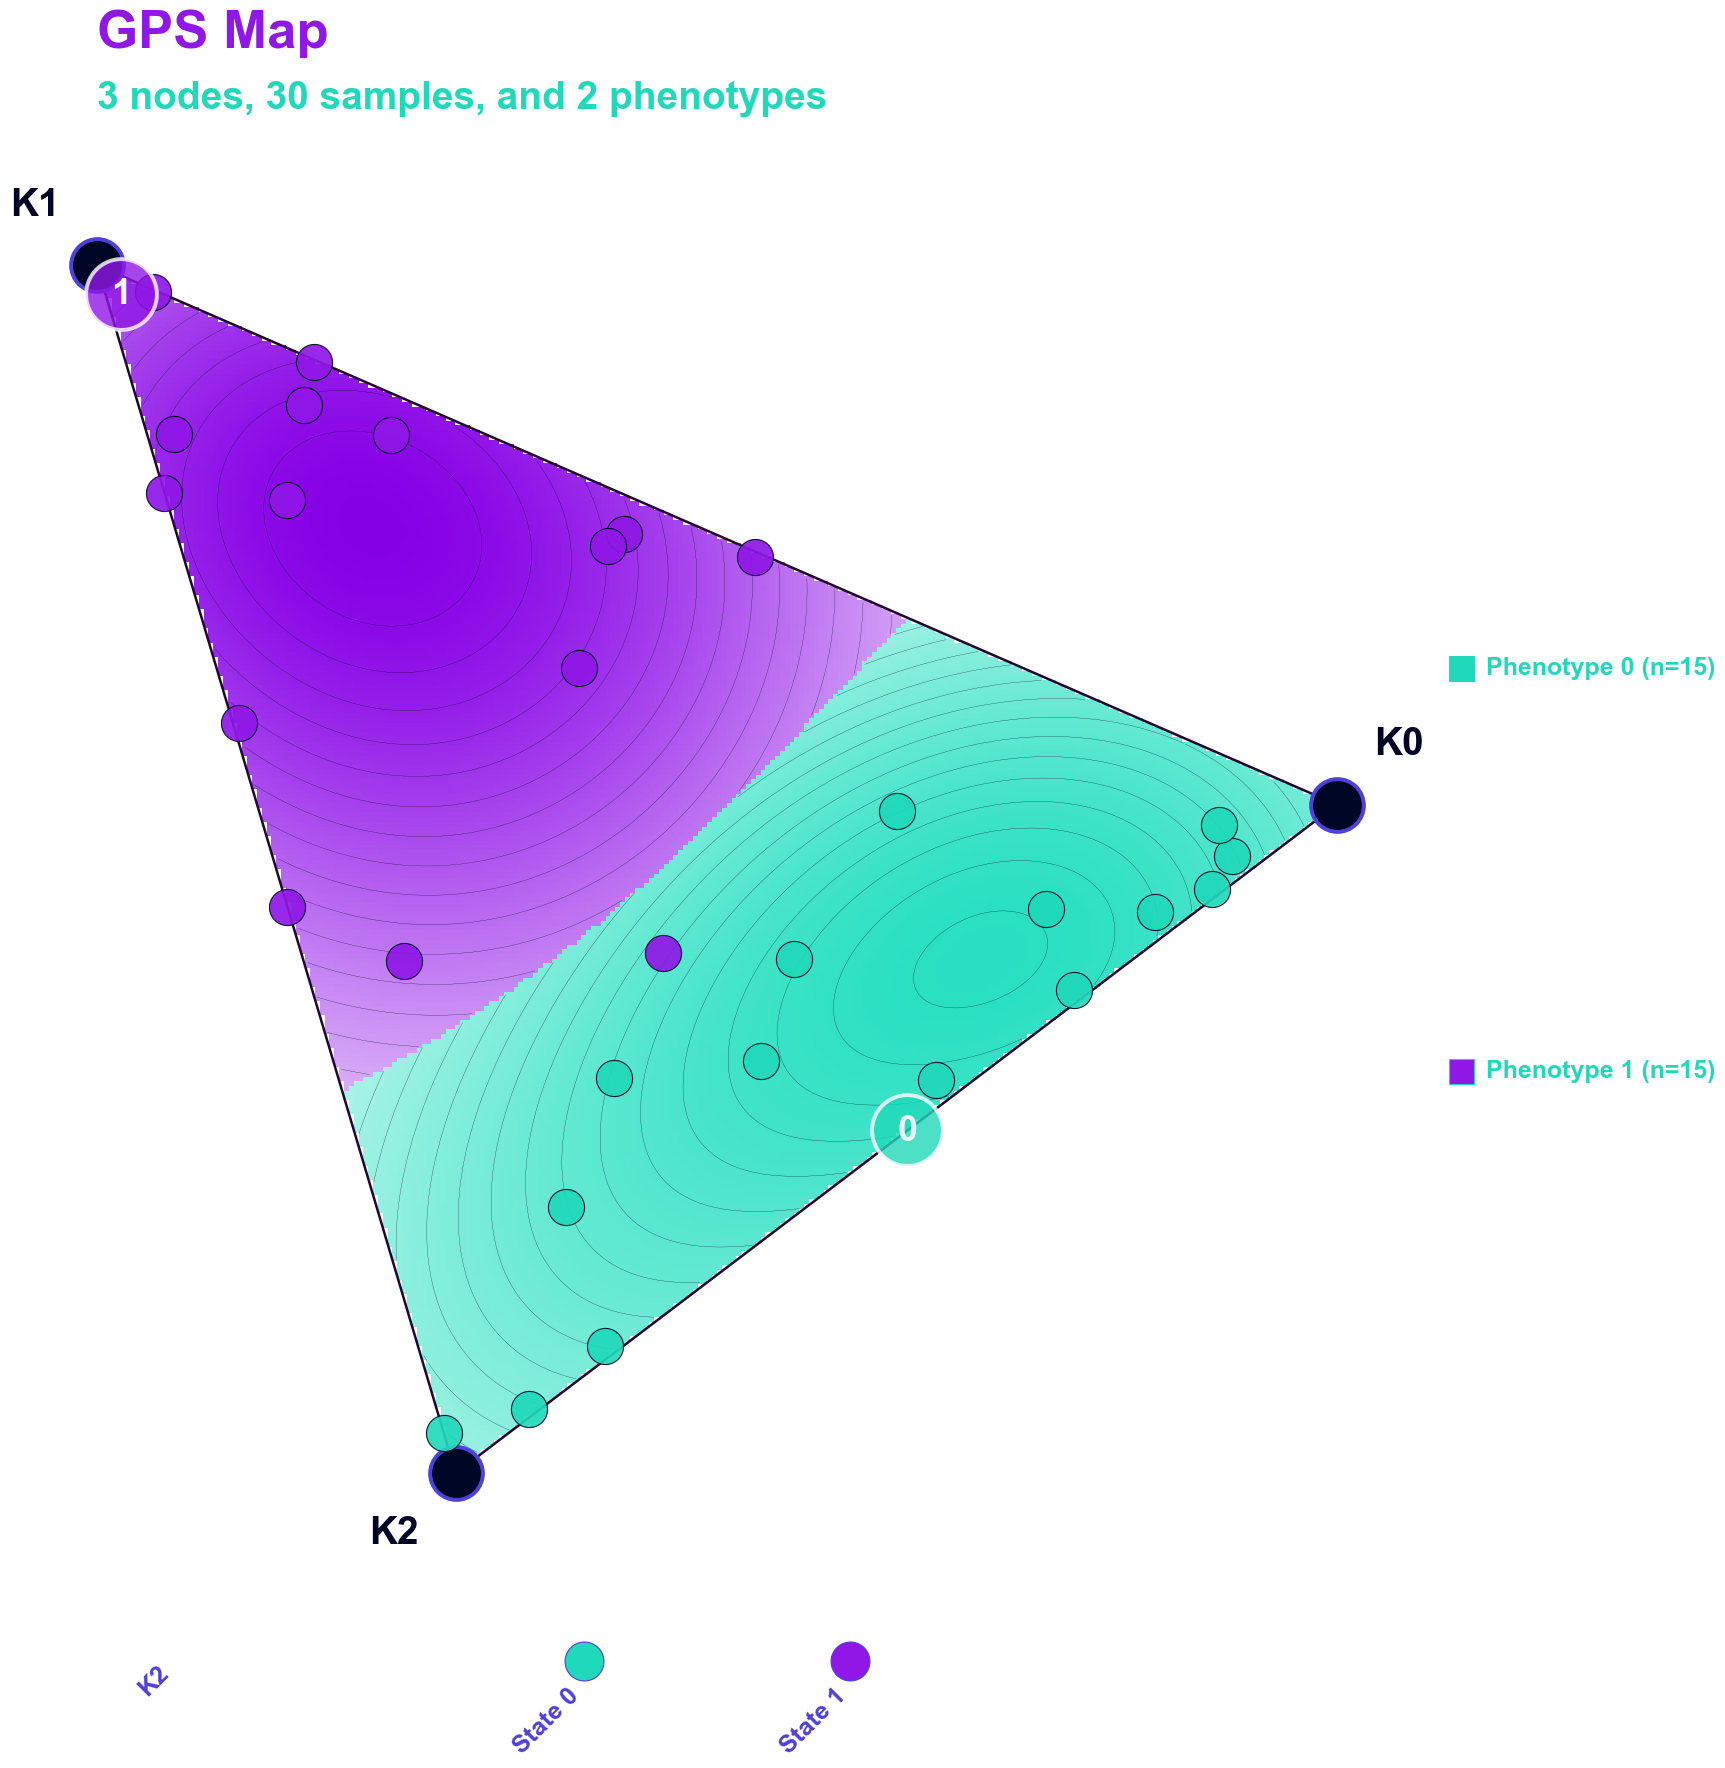 GPS Map
3 nodes, 30 samples, and 2 phenotypes
K1
1
Phenotype 0 (n=15)
K0
Phenotype 1 (n=15)
0
K2
K2
State 0
State 1